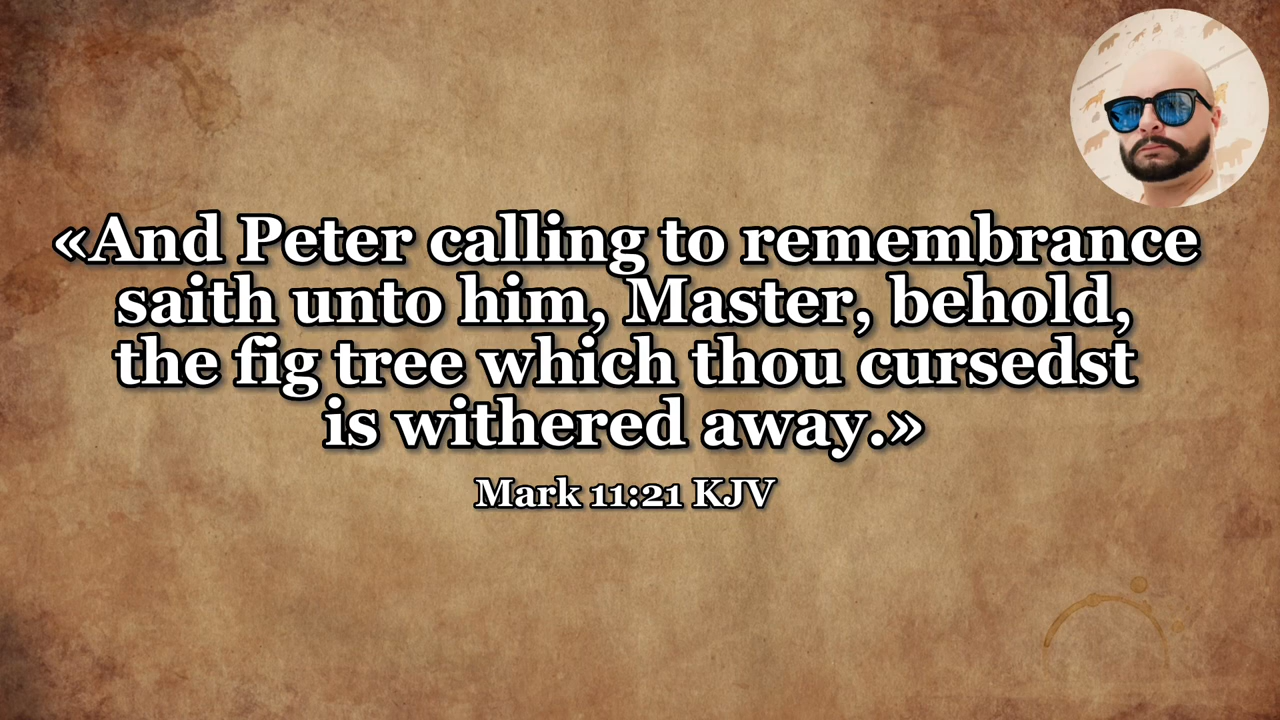 «And Peter calling to remembrance
saith unto him, Master, behold,
the fig tree which thou cursedst
is withered away.»
Mark 11:21 KJV